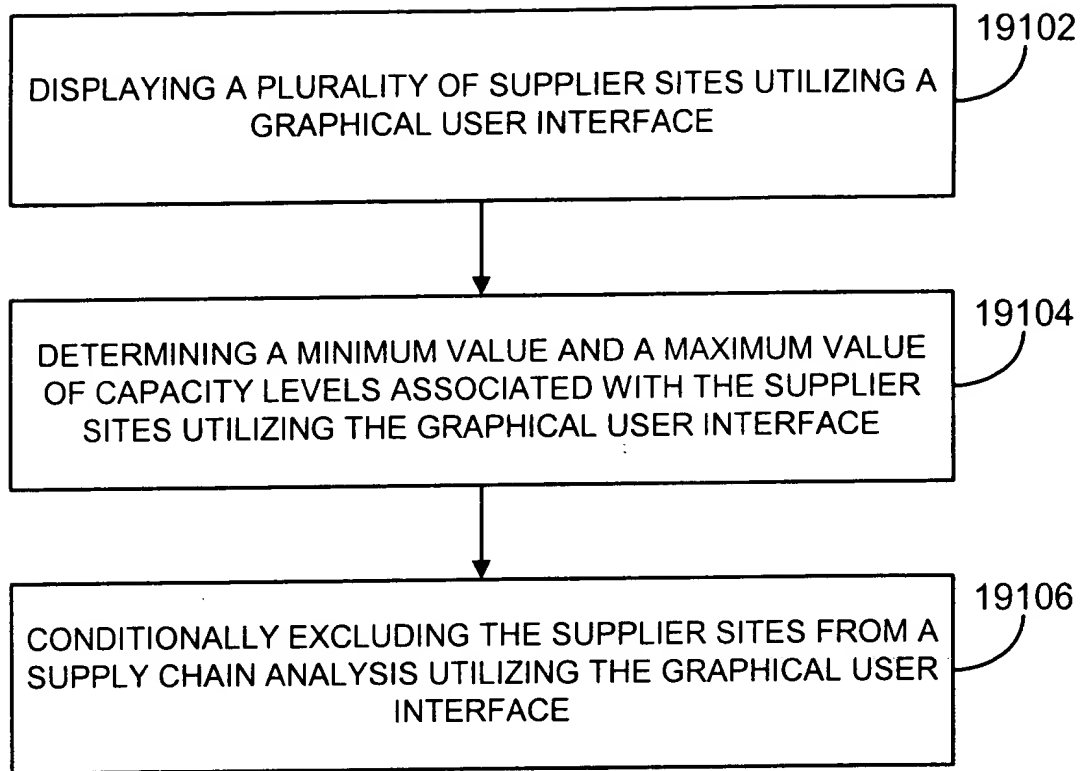 19102
DISPLAYING A PLURALITY OF SUPPLIER SITES UTILIZING A
GRAPHICAL USER INTERFACE
19104
DETERMINING A MINIMUM VALUE AND A MAXIMUM VALUE
OF CAPACITY LEVELS ASSOCIATED WITH THE SUPPLIER
SITES UTILIZING THE GRAPHICAL USER INTERFACE
19106
CONDITIONALLY EXCLUDING THE SUPPLIER SITES FROM A
SUPPLY CHAIN ANALYSIS UTILIZING THE GRAPHICAL USER
INTERFACE